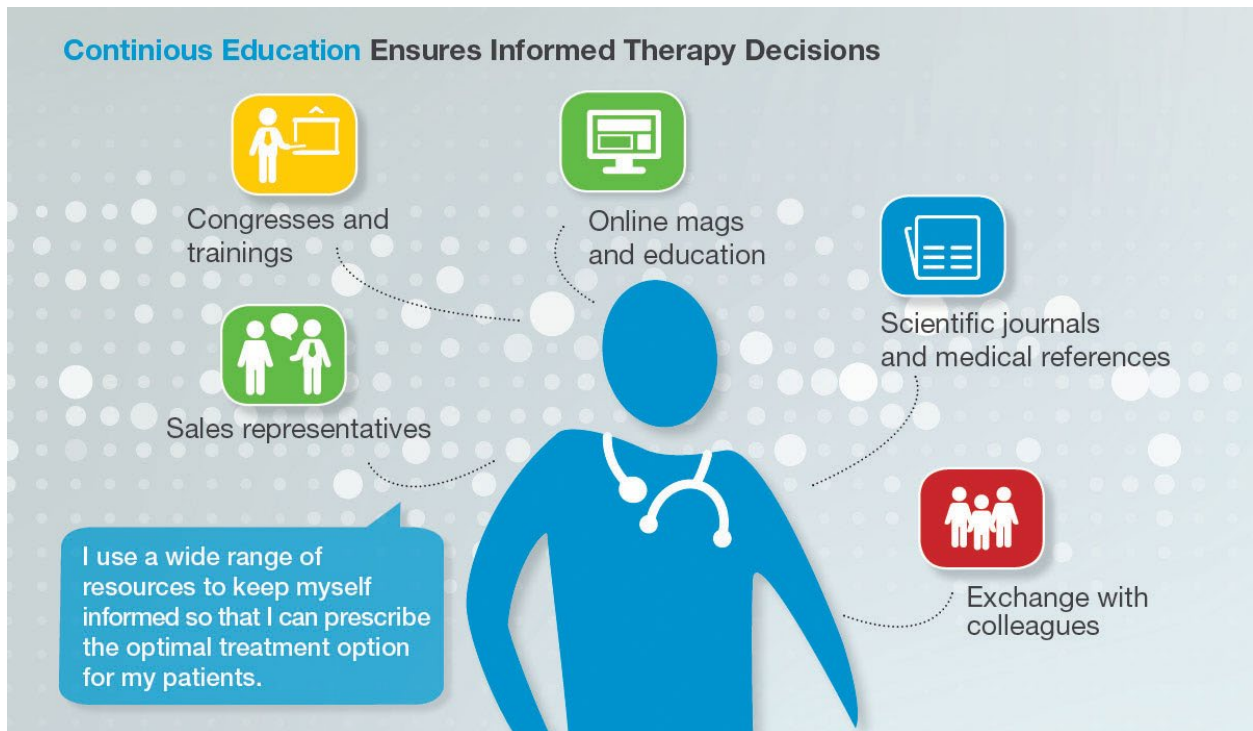 Continious Education Ensures Informed Therapy Decisions
Congresses and
trainings
Online mags
and education
Scientific journals
and medical references
Sales representatives
Exchange with
colleagues
I use a wide range of
resources to keep myself
informed so that I can prescribe
the optimal treatment option
for my patients.